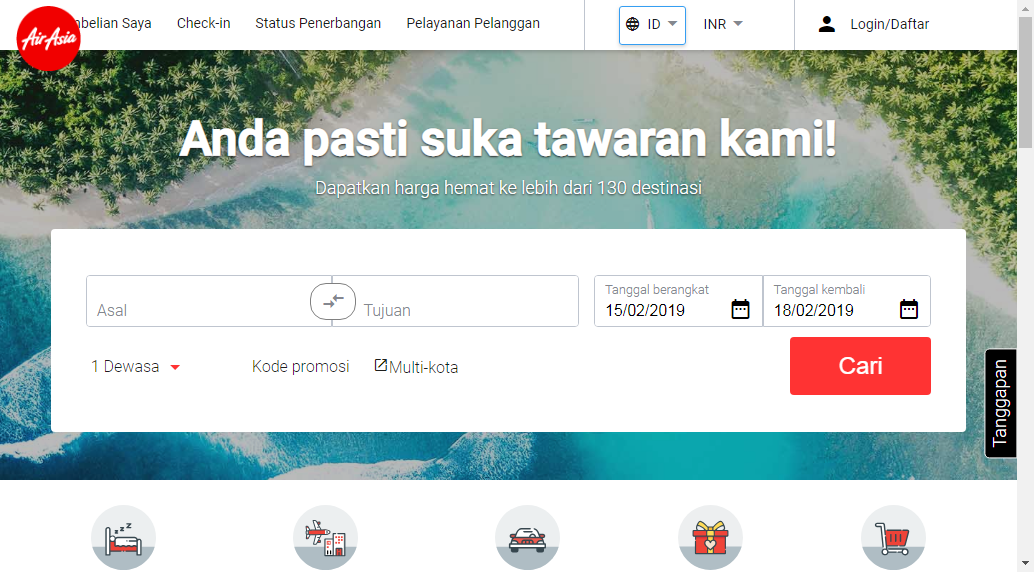 AirAsia
mbelian Saya Check-in Status Penerbangan Pelayanan Pelanggan ID INR Login/Daftar
Anda pasti suka tawaran kami!
Dapatkan harga hemat ke lebih dari 130 destinasi
Asal Tujuan
Tanggal berangkat Tanggal kembali
15/02/2019 18/02/2019
1 Dewasa Kode promosi Multi-kota Cari
Tanggapan
z z z